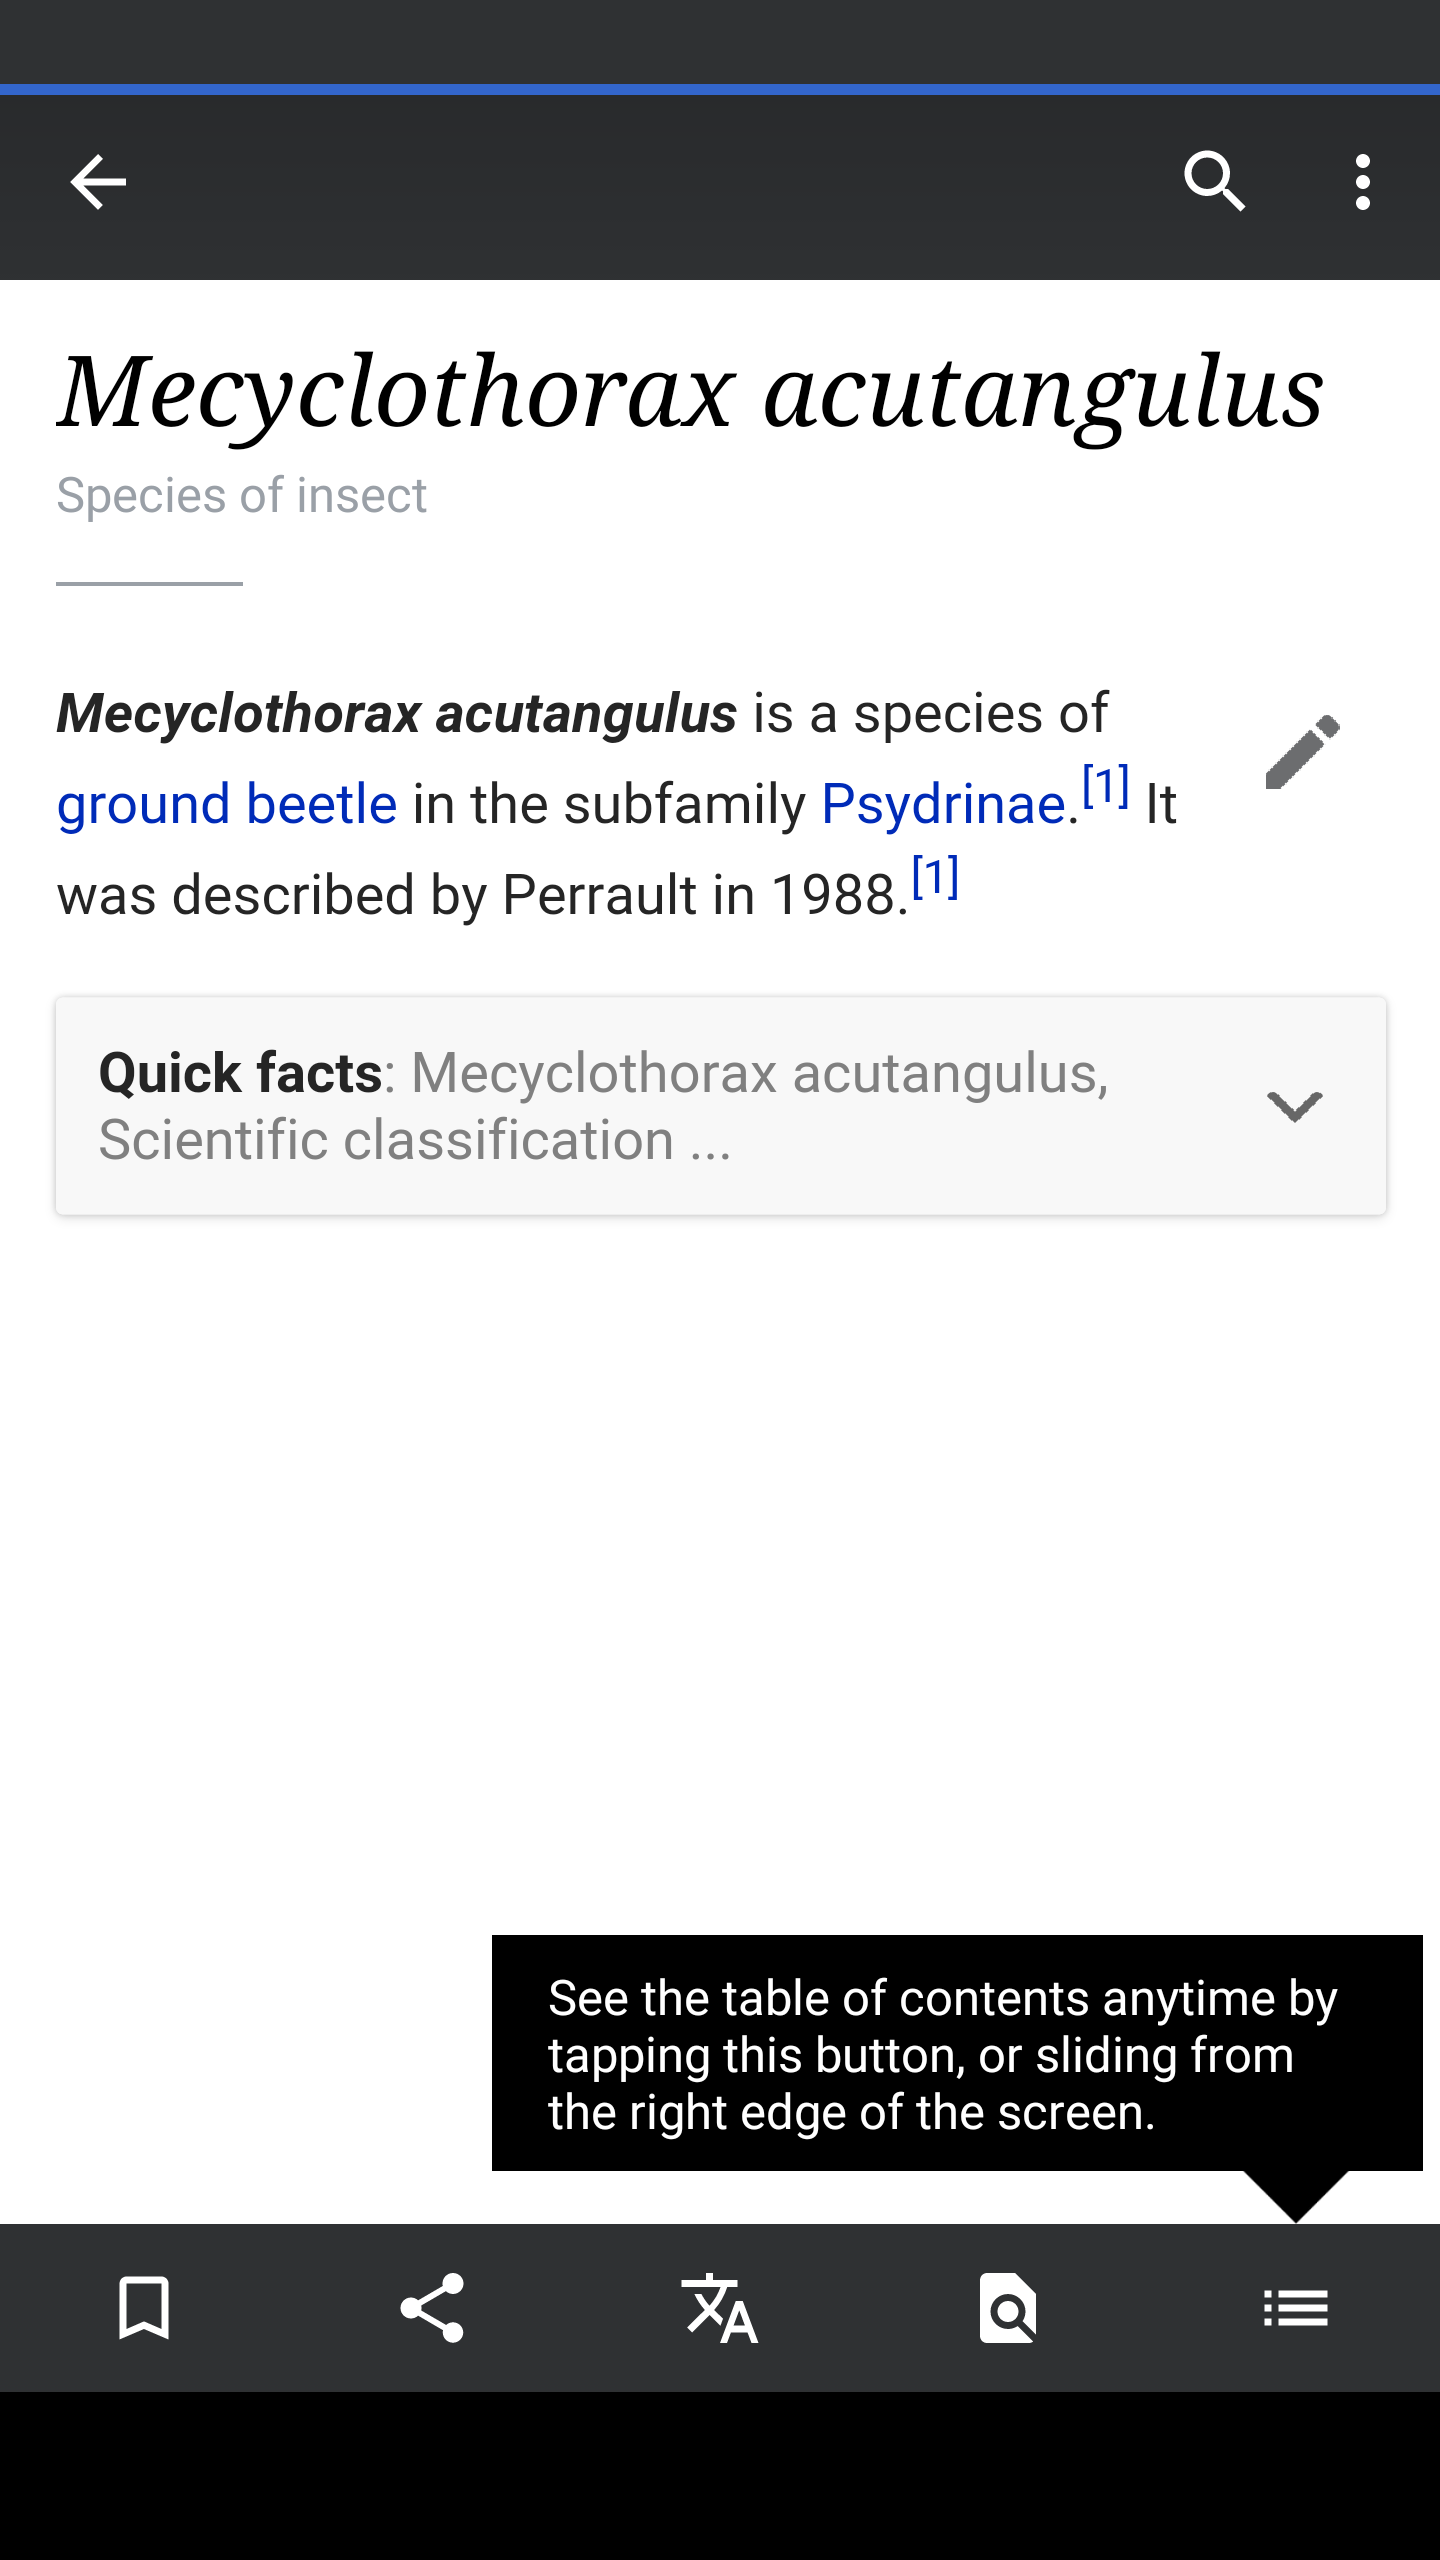 Mecyclothorax acutangulus
Species of insect
Mecyclothorax acutangulus is a species of
ground beetle in the subfamily Psydrinae.[1] It
was described by Perrault in 1988.[1]
Quick facts: Mecyclothorax acutangulus,
Scientific classification ...
See the table of contents anytime by
tapping this button, or sliding from
the right edge of the screen.